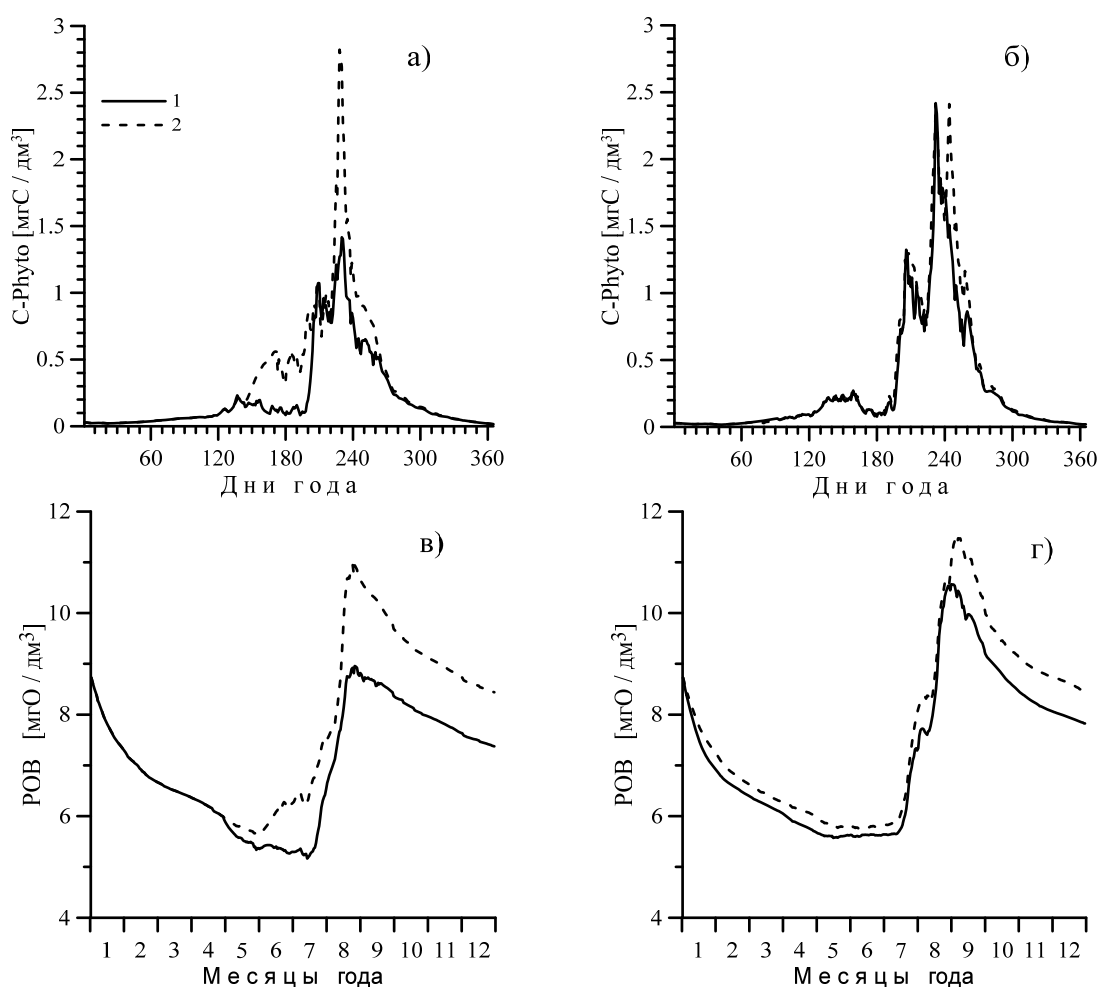 а)
C-Phyto [мгС / дм³]
3
2.5
2
1.5
1
0.5
0
1
2
60 120 180 240 300 360
Дни года
б)
C-Phyto [мгС / дм³]
3
2.5
2
1.5
1
0.5
0
60 120 180 240 300 360
Дни года
в)
РОВ [мгО / дм³]
12
10
8
6
4
1 2 3 4 5 6 7 8 9 10 11 12
Месяцы года
г)
РОВ [мгО / дм³]
12
10
8
6
4
1 2 3 4 5 6 7 8 9 10 11 12
Месяцы года